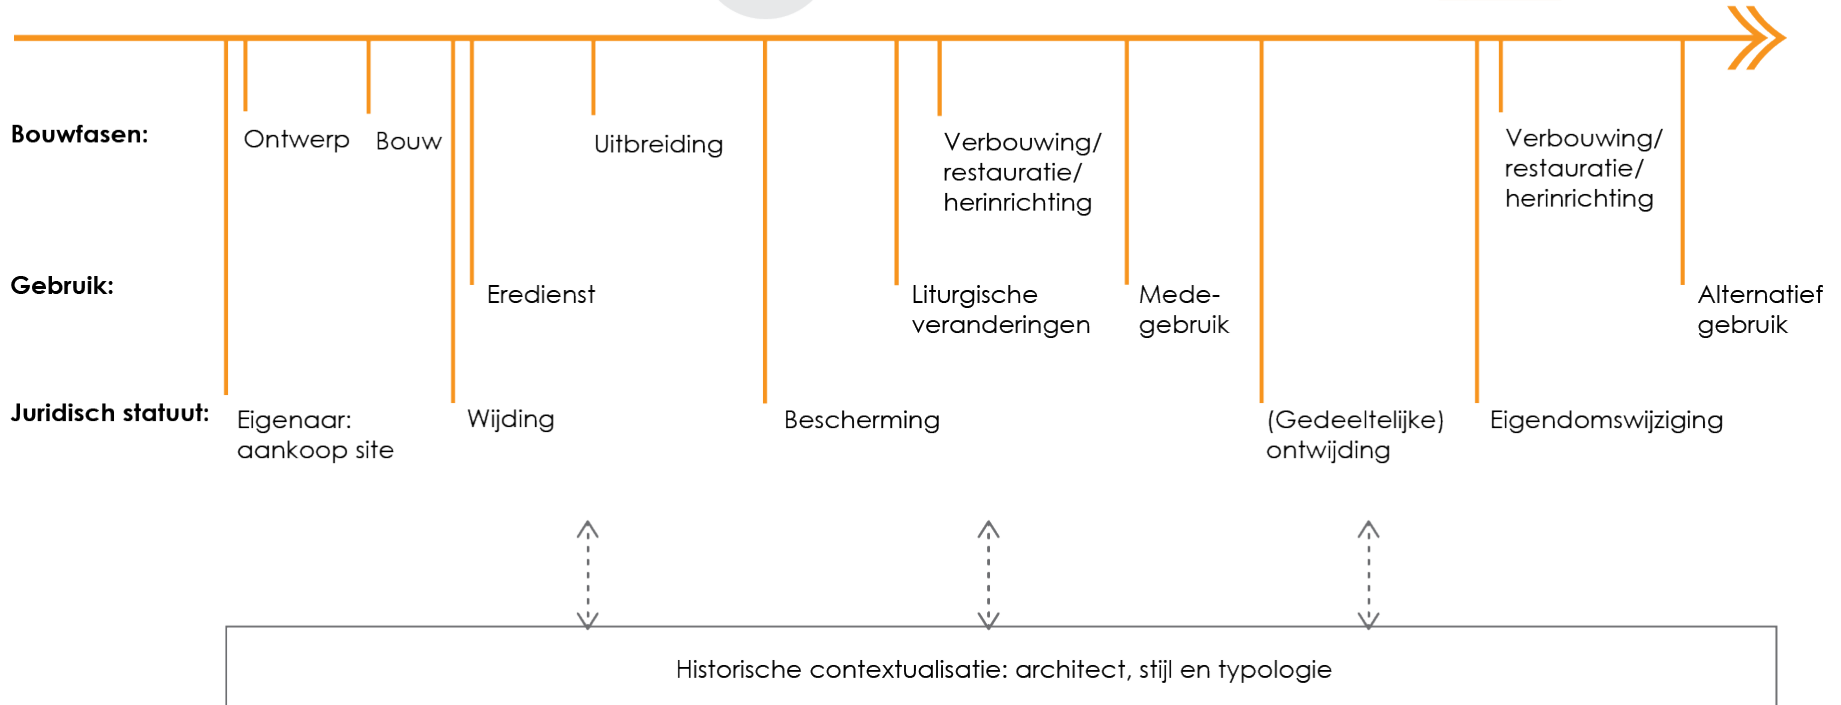 Bouwfasen:
Ontwerp
Bouw
Uitbreiding
Verbouwing/
restauratie/
herinrichting
Verbouwing/
restauratie/
herinrichting
Gebruik:
Eredienst
Liturgische
veranderingen
Mede-
gebruik
Alternatief
gebruik
Juridisch statuut:
Eigenaar:
aankoop site
Wijding
Bescherming
(Gedeeltelijke)
ontwijding
Eigendomswijziging
Historische contextualisatie: architect, stijl en typologie